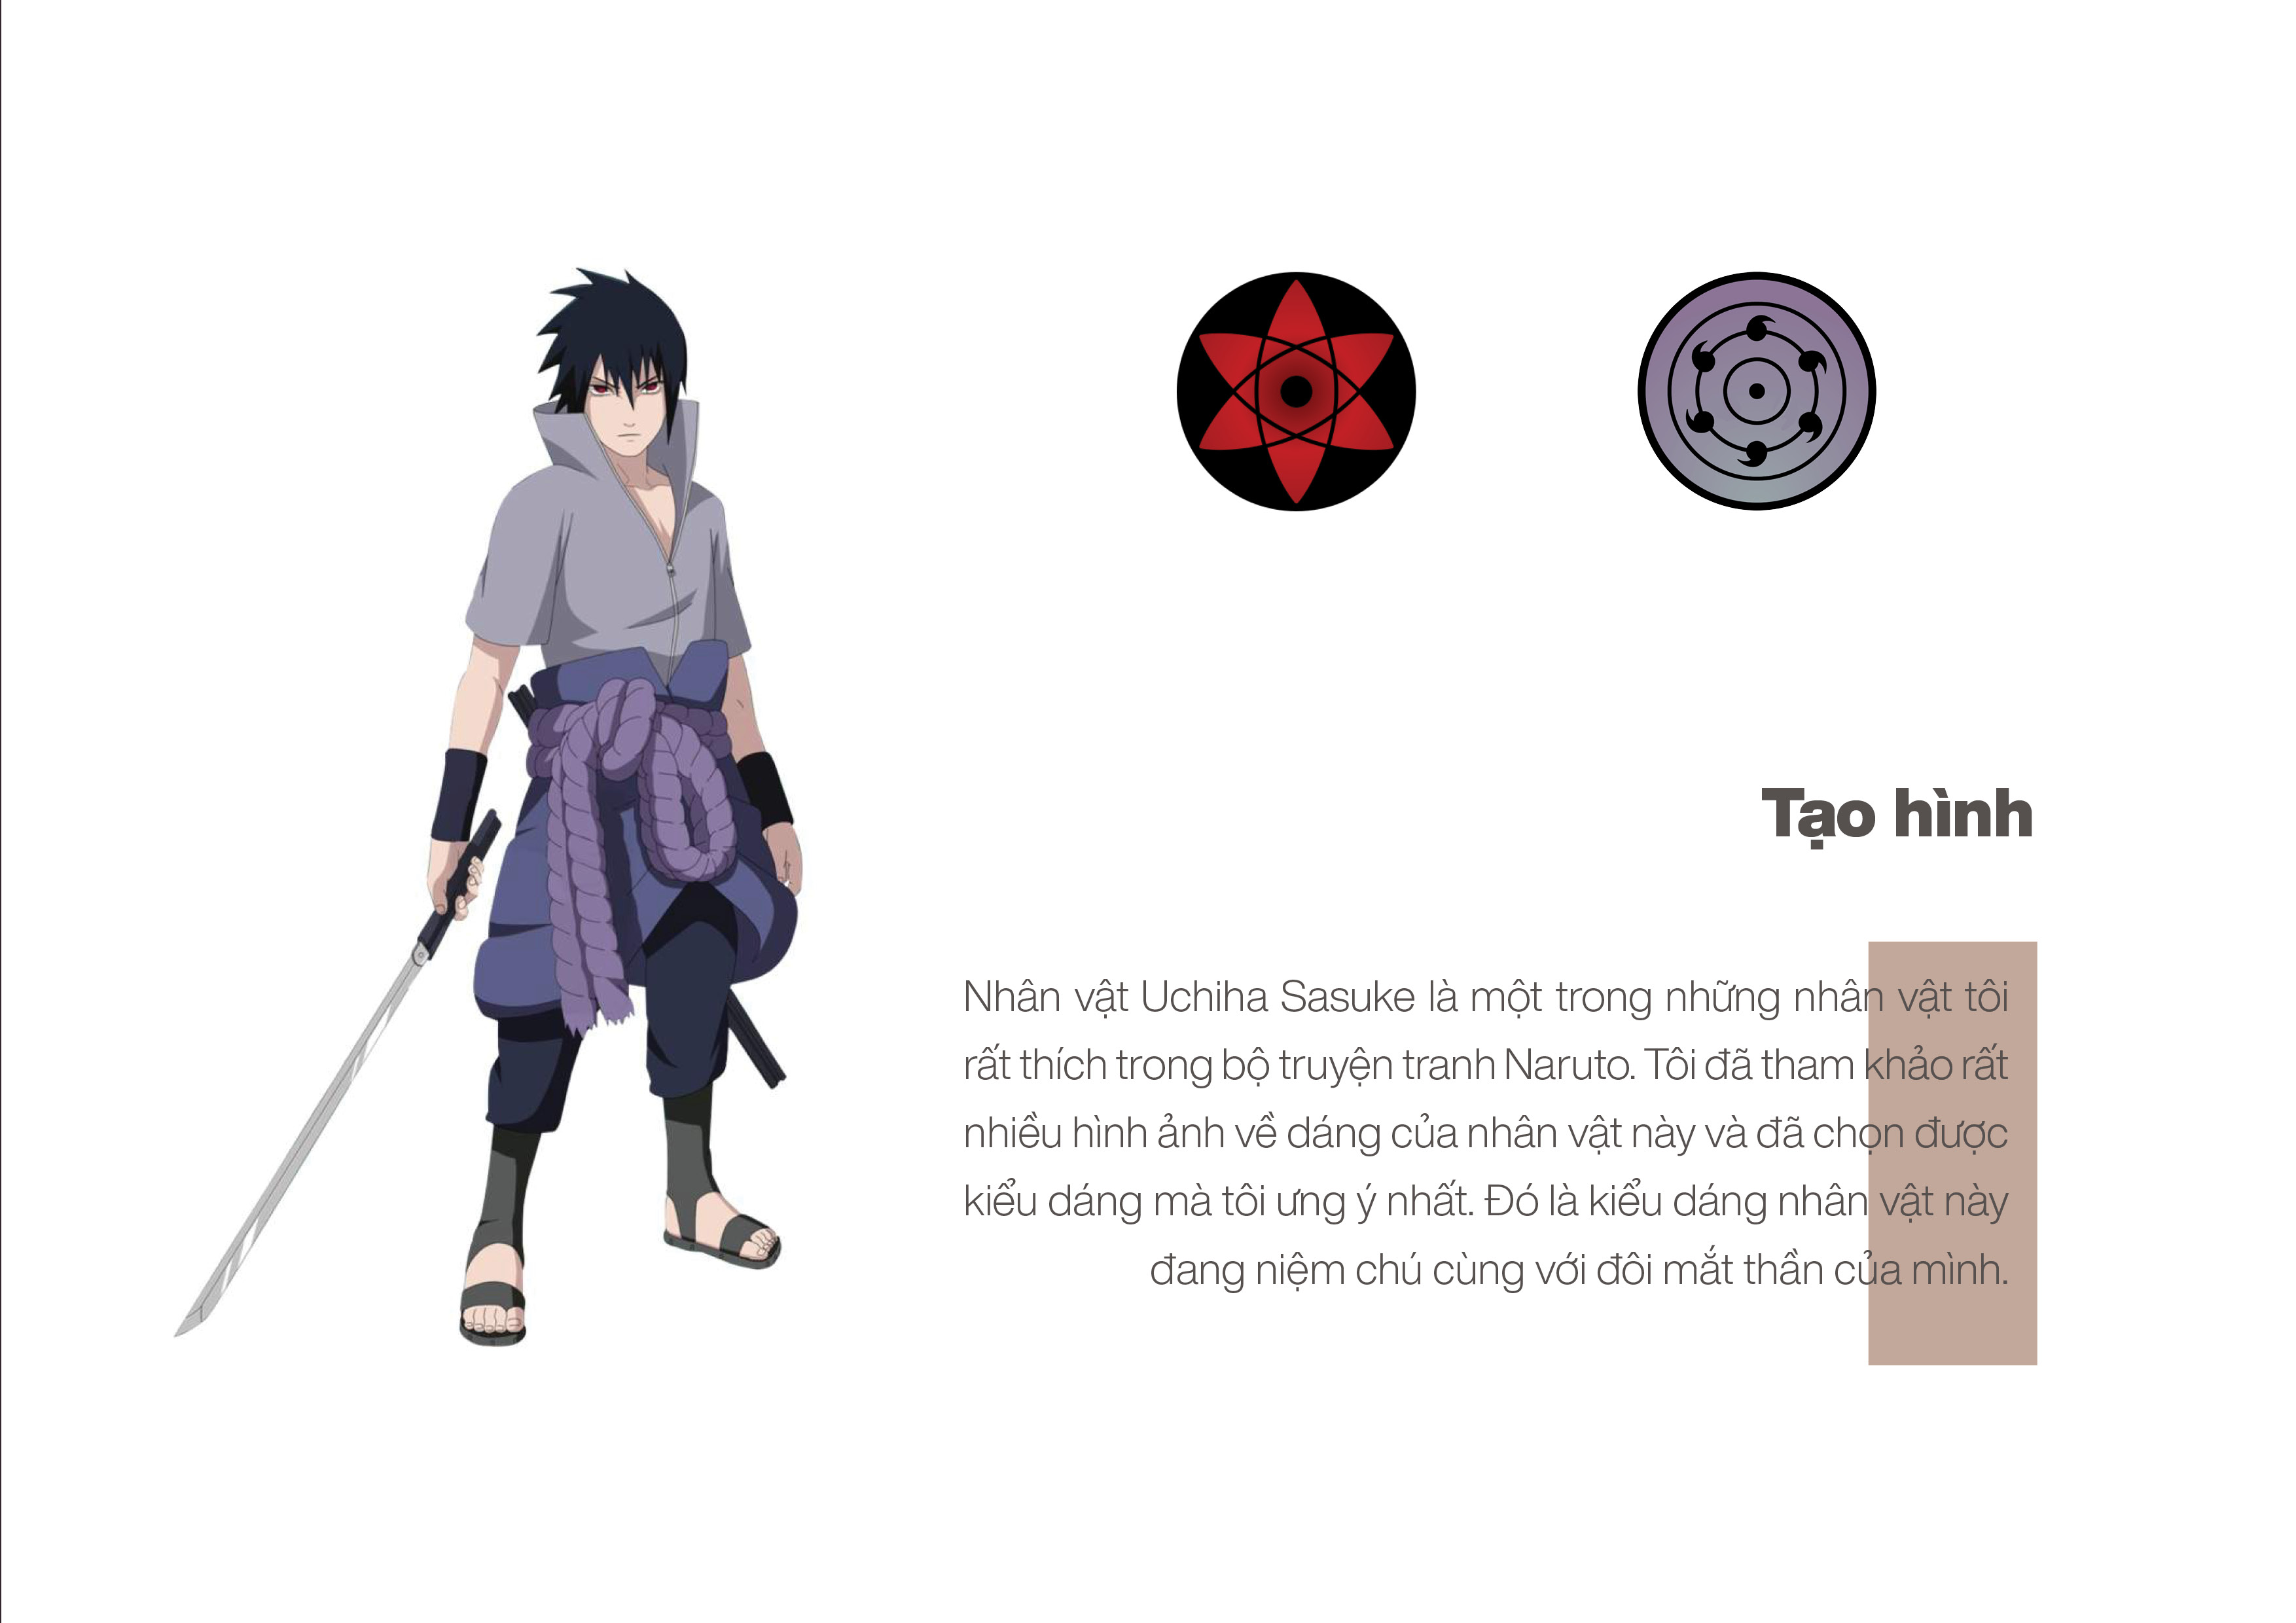 Tạo hình
Nhân vật Uchiha Sasuke là một trong những nhân vật tôi
rất thích trong bộ truyện tranh Naruto. Tôi đã tham khảo rất
nhiều hình ảnh về dáng của nhân vật này và đã chọn được
kiểu dáng mà tôi ưng ý nhất. Đó là kiểu dáng nhân vật này
đang niệm chú cùng với đôi mắt thần của mình.